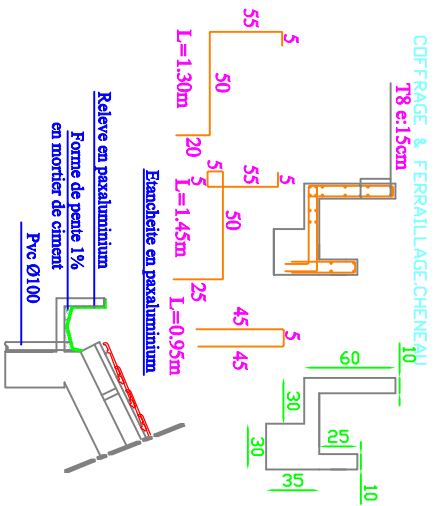 COFFRAGE & FERRAILLAGE.CHENEAU
T8 e:15cm
55
5
50
20
L=1.30m
5
55
5
5
50
25
L=1.45m
5
45
45
L=0.95m
10
60
30
25
30
35
10
Etancheite en paxaluminium
Releve en paxaluminium
Forme de pente 1%
en mortier de ciment
Pvc Ø100